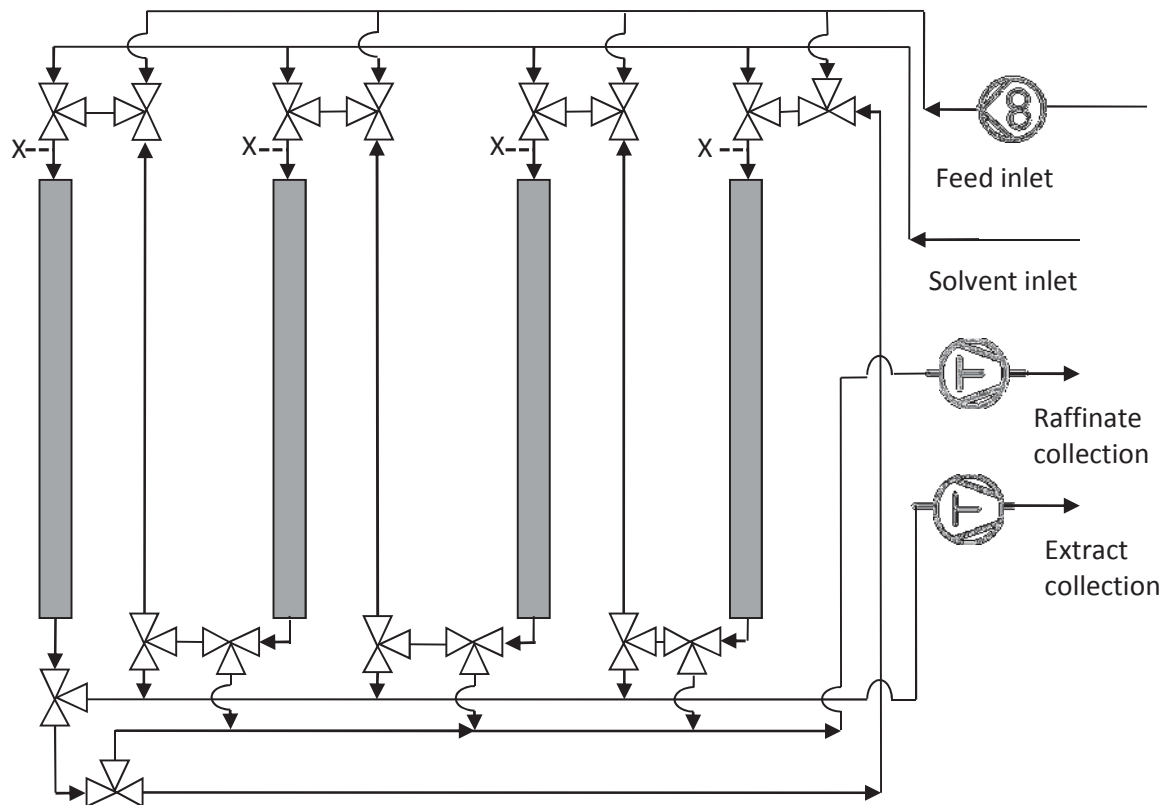 X
X
X
X
Feed inlet
Solvent inlet
Raffinate
collection
Extract
collection